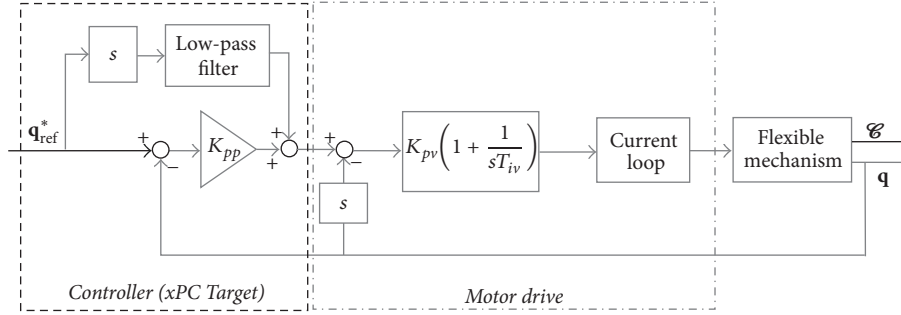 s
Low-pass
filter
q*ref
+
−
Kpp
+
+
+
−
Kpv(1 + 1/sTiv)
Current
loop
Flexible
mechanism
𝒞
q
s
Controller (xPC Target)
Motor drive